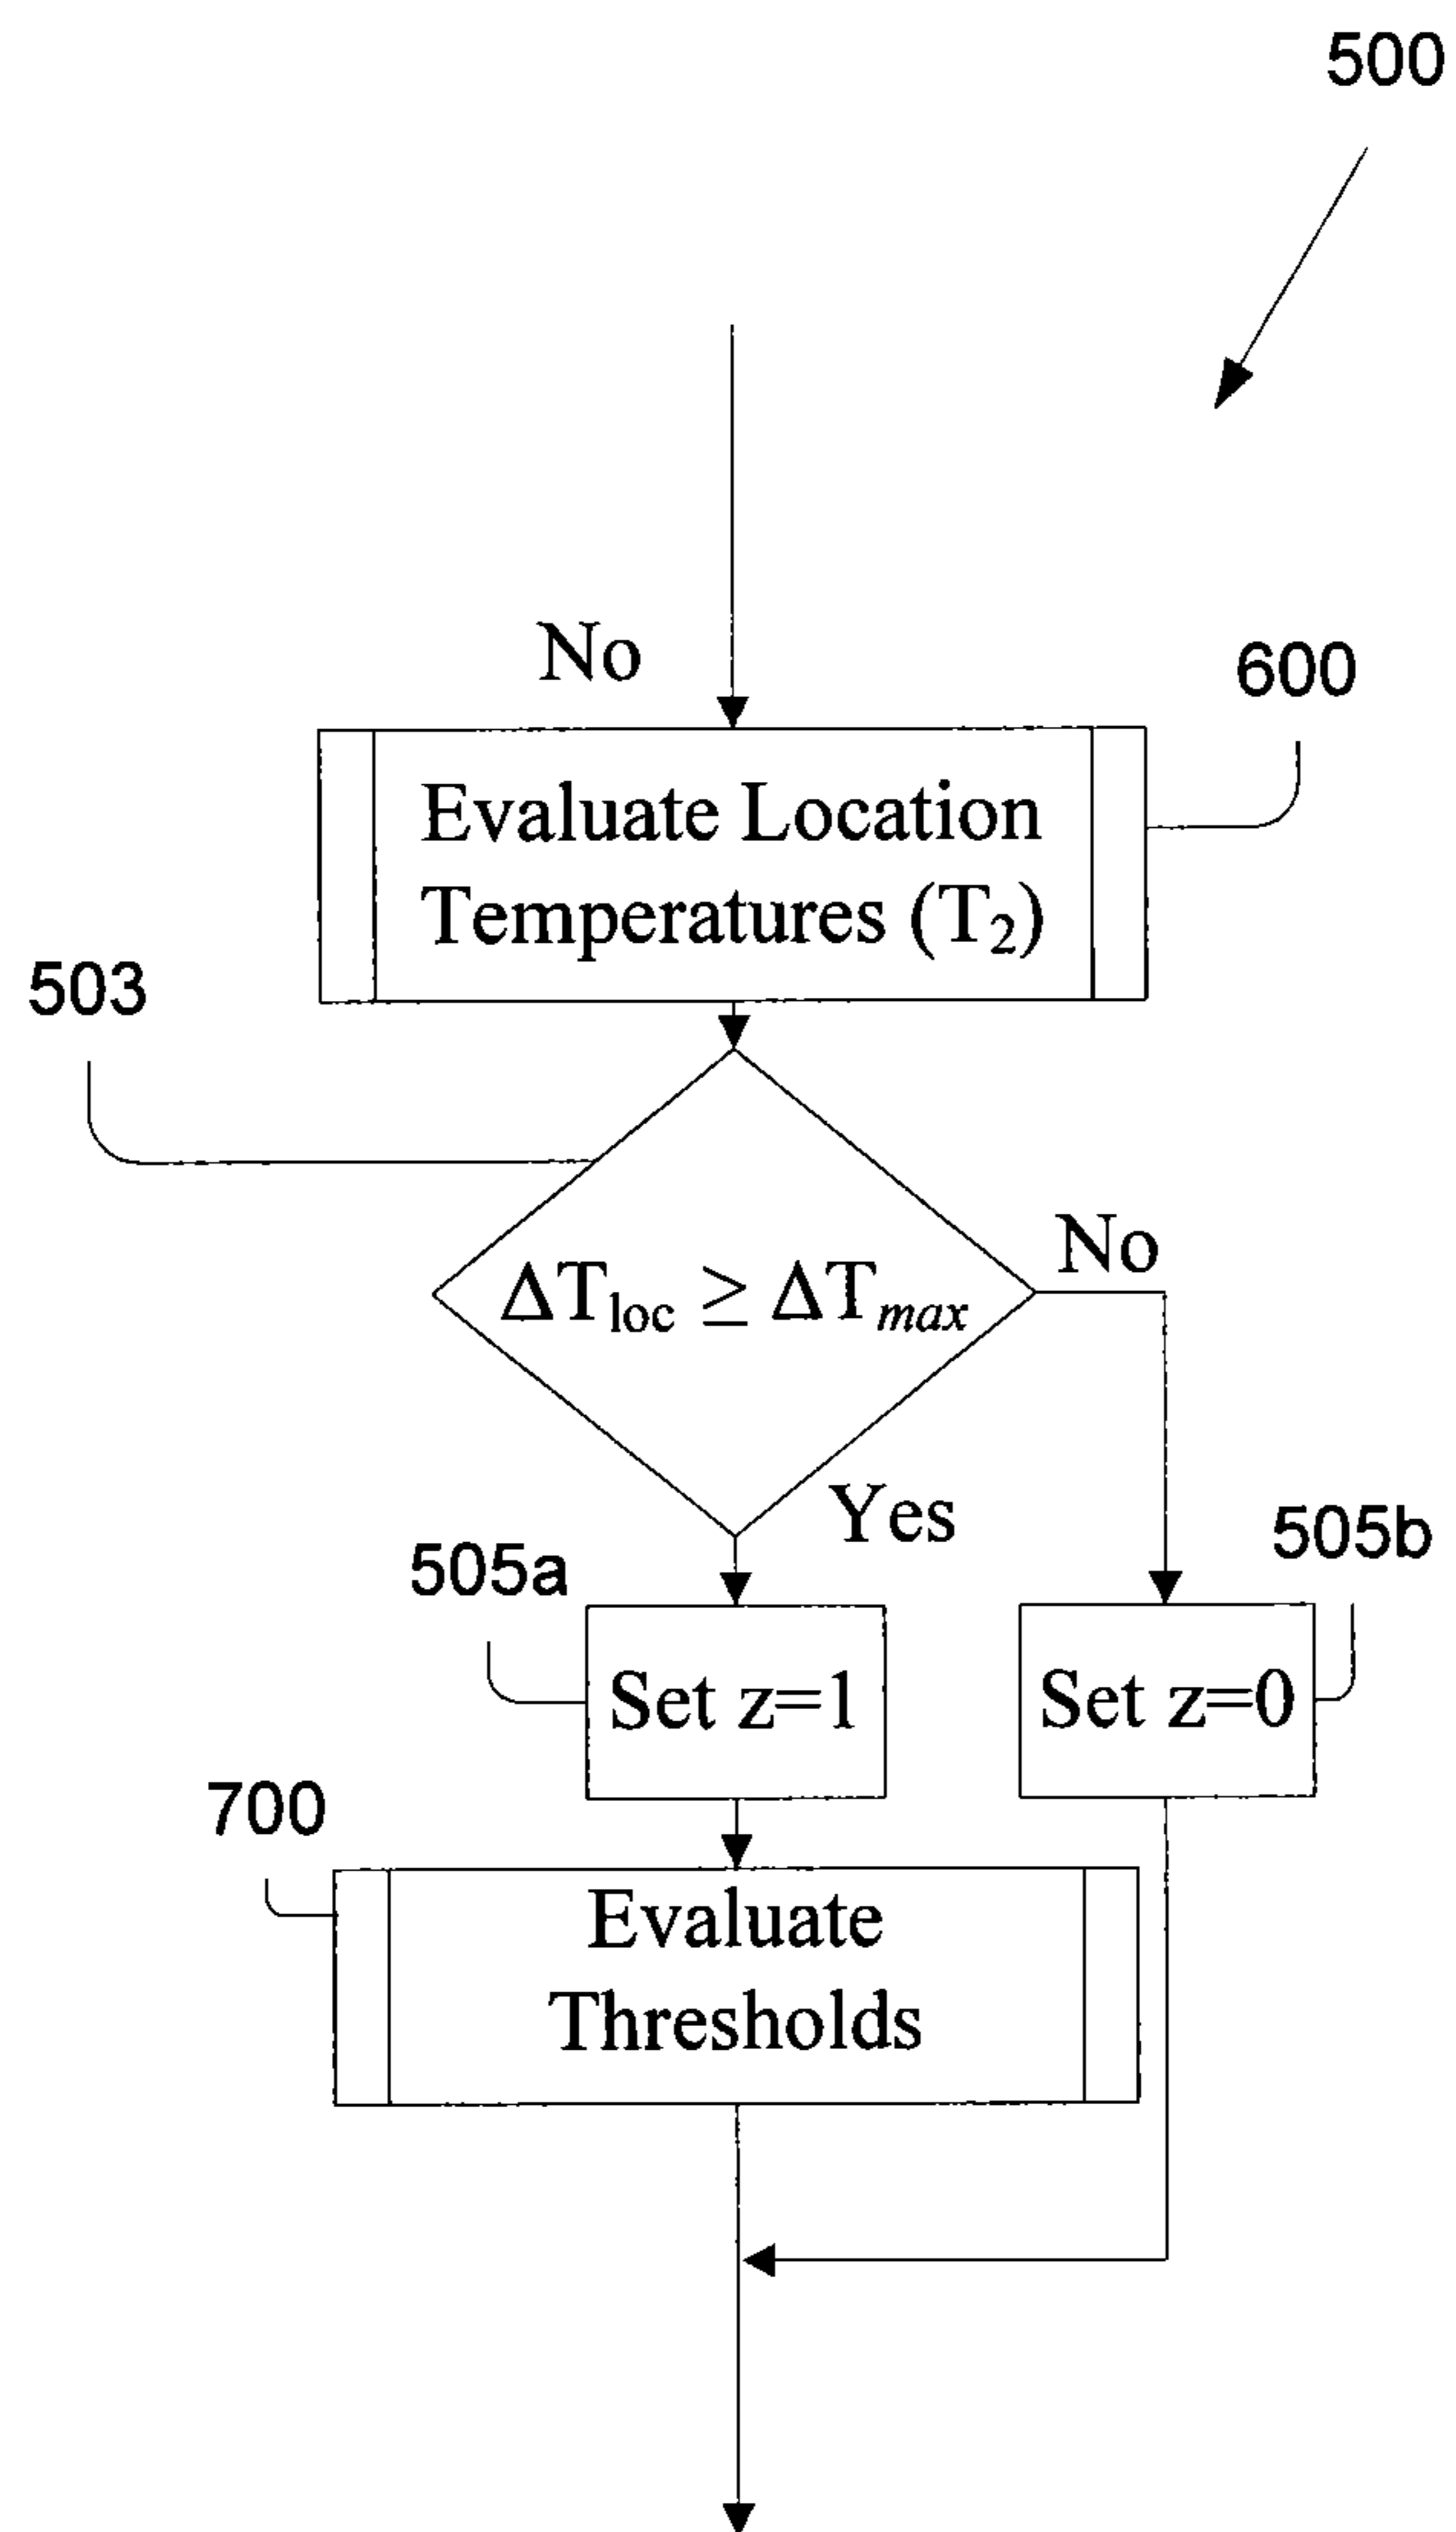 500
No
600
Evaluate Location
Temperatures (T₂)
503
ΔTloc ≥ ΔTmax
No
Yes
505a
505b
Set z=1
Set z=0
700
Evaluate
Thresholds